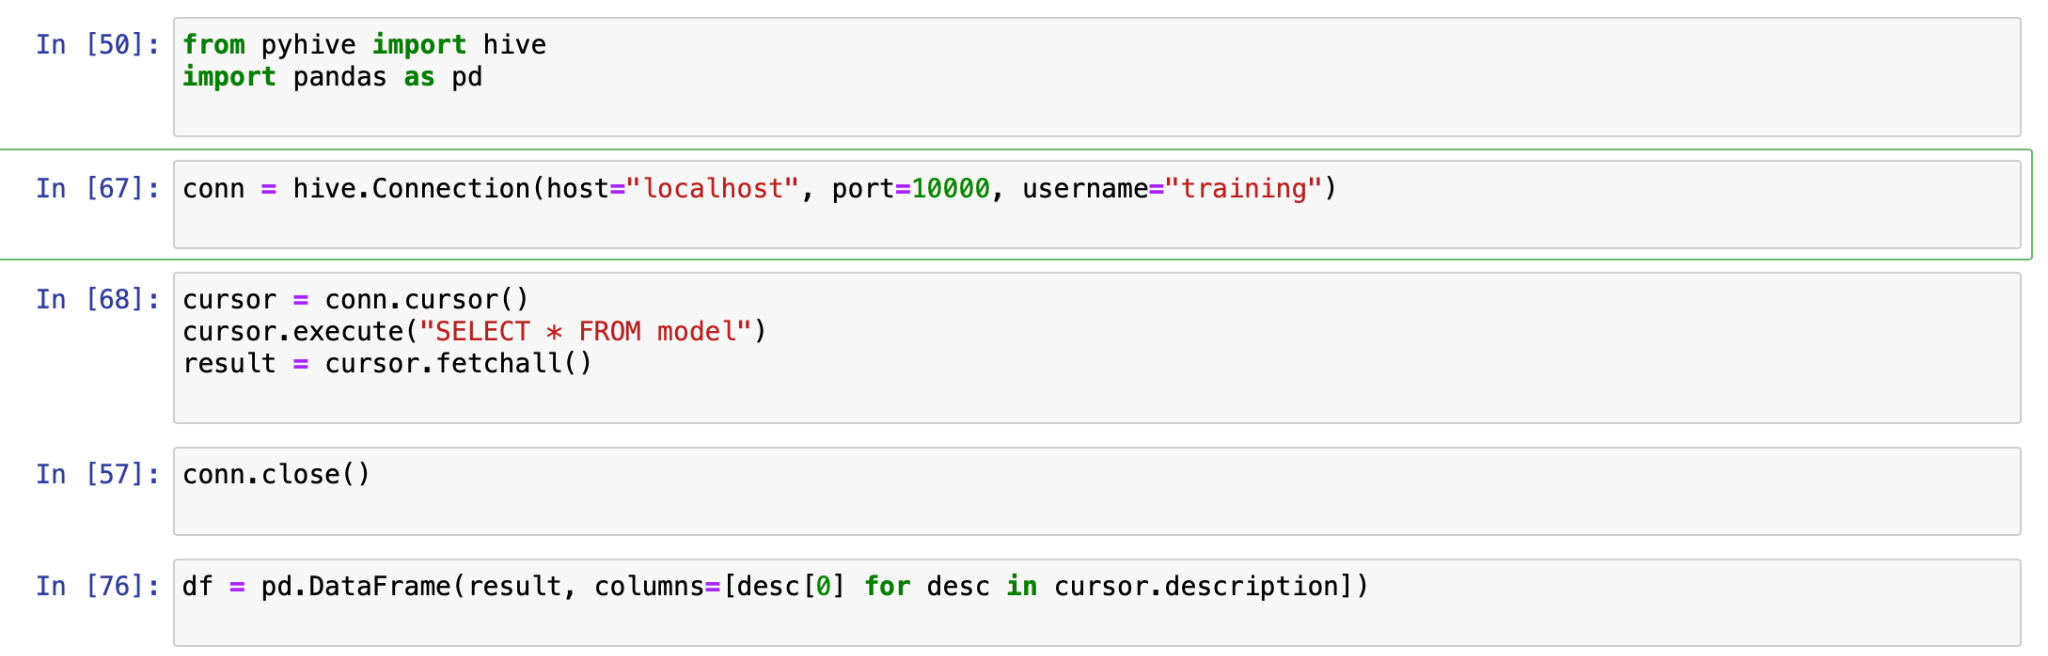 In [50]: from pyhive import hive
import pandas as pd
In [67]: conn = hive.Connection(host="localhost", port=10000, username="training")
In [68]: cursor = conn.cursor()
cursor.execute("SELECT * FROM model")
result = cursor.fetchall()
In [57]: conn.close()
In [76]: df = pd.DataFrame(result, columns=[desc[0] for desc in cursor.description])